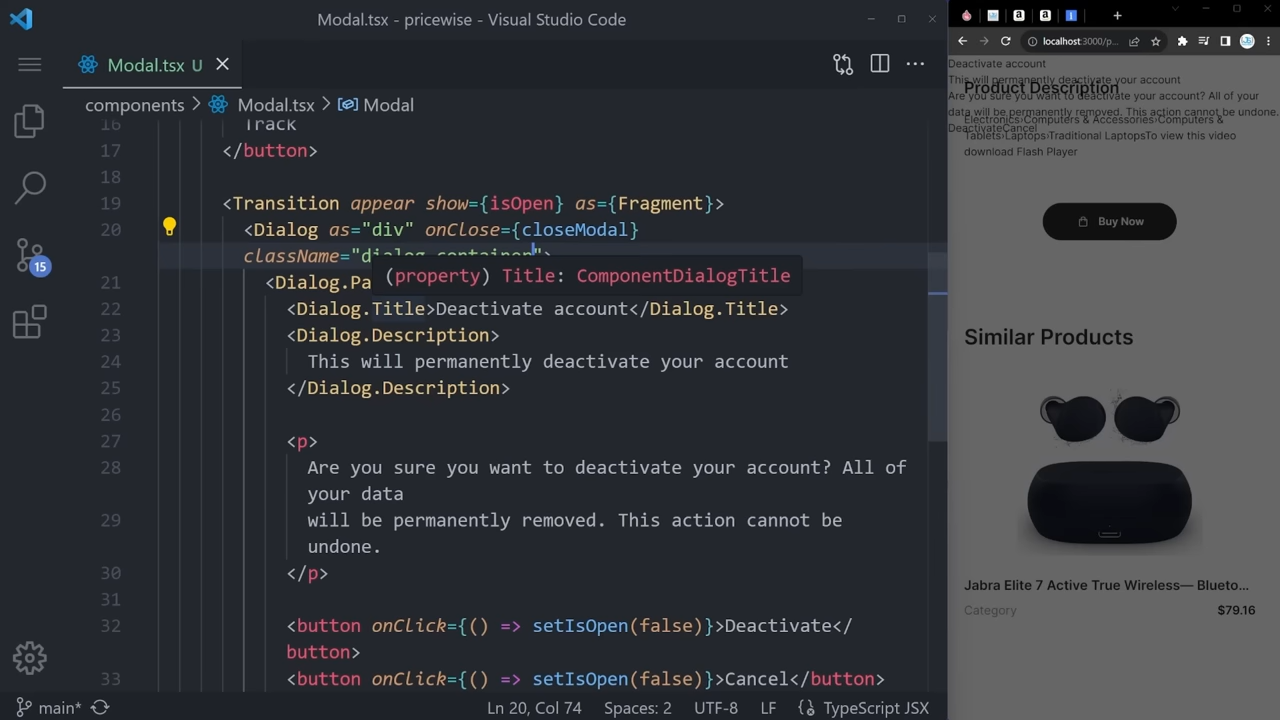 Modal.tsx - pricewise - Visual Studio Code
Modal.tsx U
components > Modal.tsx > Modal
16
Track
17 </button>
18
19 <Transition appear show={isOpen} as={Fragment}>
20 <Dialog as="div" onClose={closeModal}
className="dialog-container">
(property) Title: ComponentDialogTitle
21 <Dialog.Pa
22 <Dialog.Title>Deactivate account</Dialog.Title>
23 <Dialog.Description>
24 This will permanently deactivate your account
25 </Dialog.Description>
26
27 <p>
28 Are you sure you want to deactivate your account? All of
your data
29 will be permanently removed. This action cannot be
undone.
30 </p>
31
32 <button onClick={() => setIsOpen(false)}>Deactivate</
button>
33 <button onClick={() => setIsOpen(false)}>Cancel</button>
15
main*
Ln 20, Col 74
Spaces: 2
UTF-8
LF
TypeScript JSX
localhost:3000/p...
Deactivate account
This will permanently deactivate your account
Product Description
Are you sure you want to deactivate your account? All of your
data will be permanently removed. This action cannot be undone.
Electronics›Computers & Accessories›Computers &
DeactivateCancel
Tablets›Laptops›Traditional LaptopsTo view this video
download Flash Player
Buy Now
Similar Products
Jabra Elite 7 Active True Wireless— Blueto...
Category
$79.16